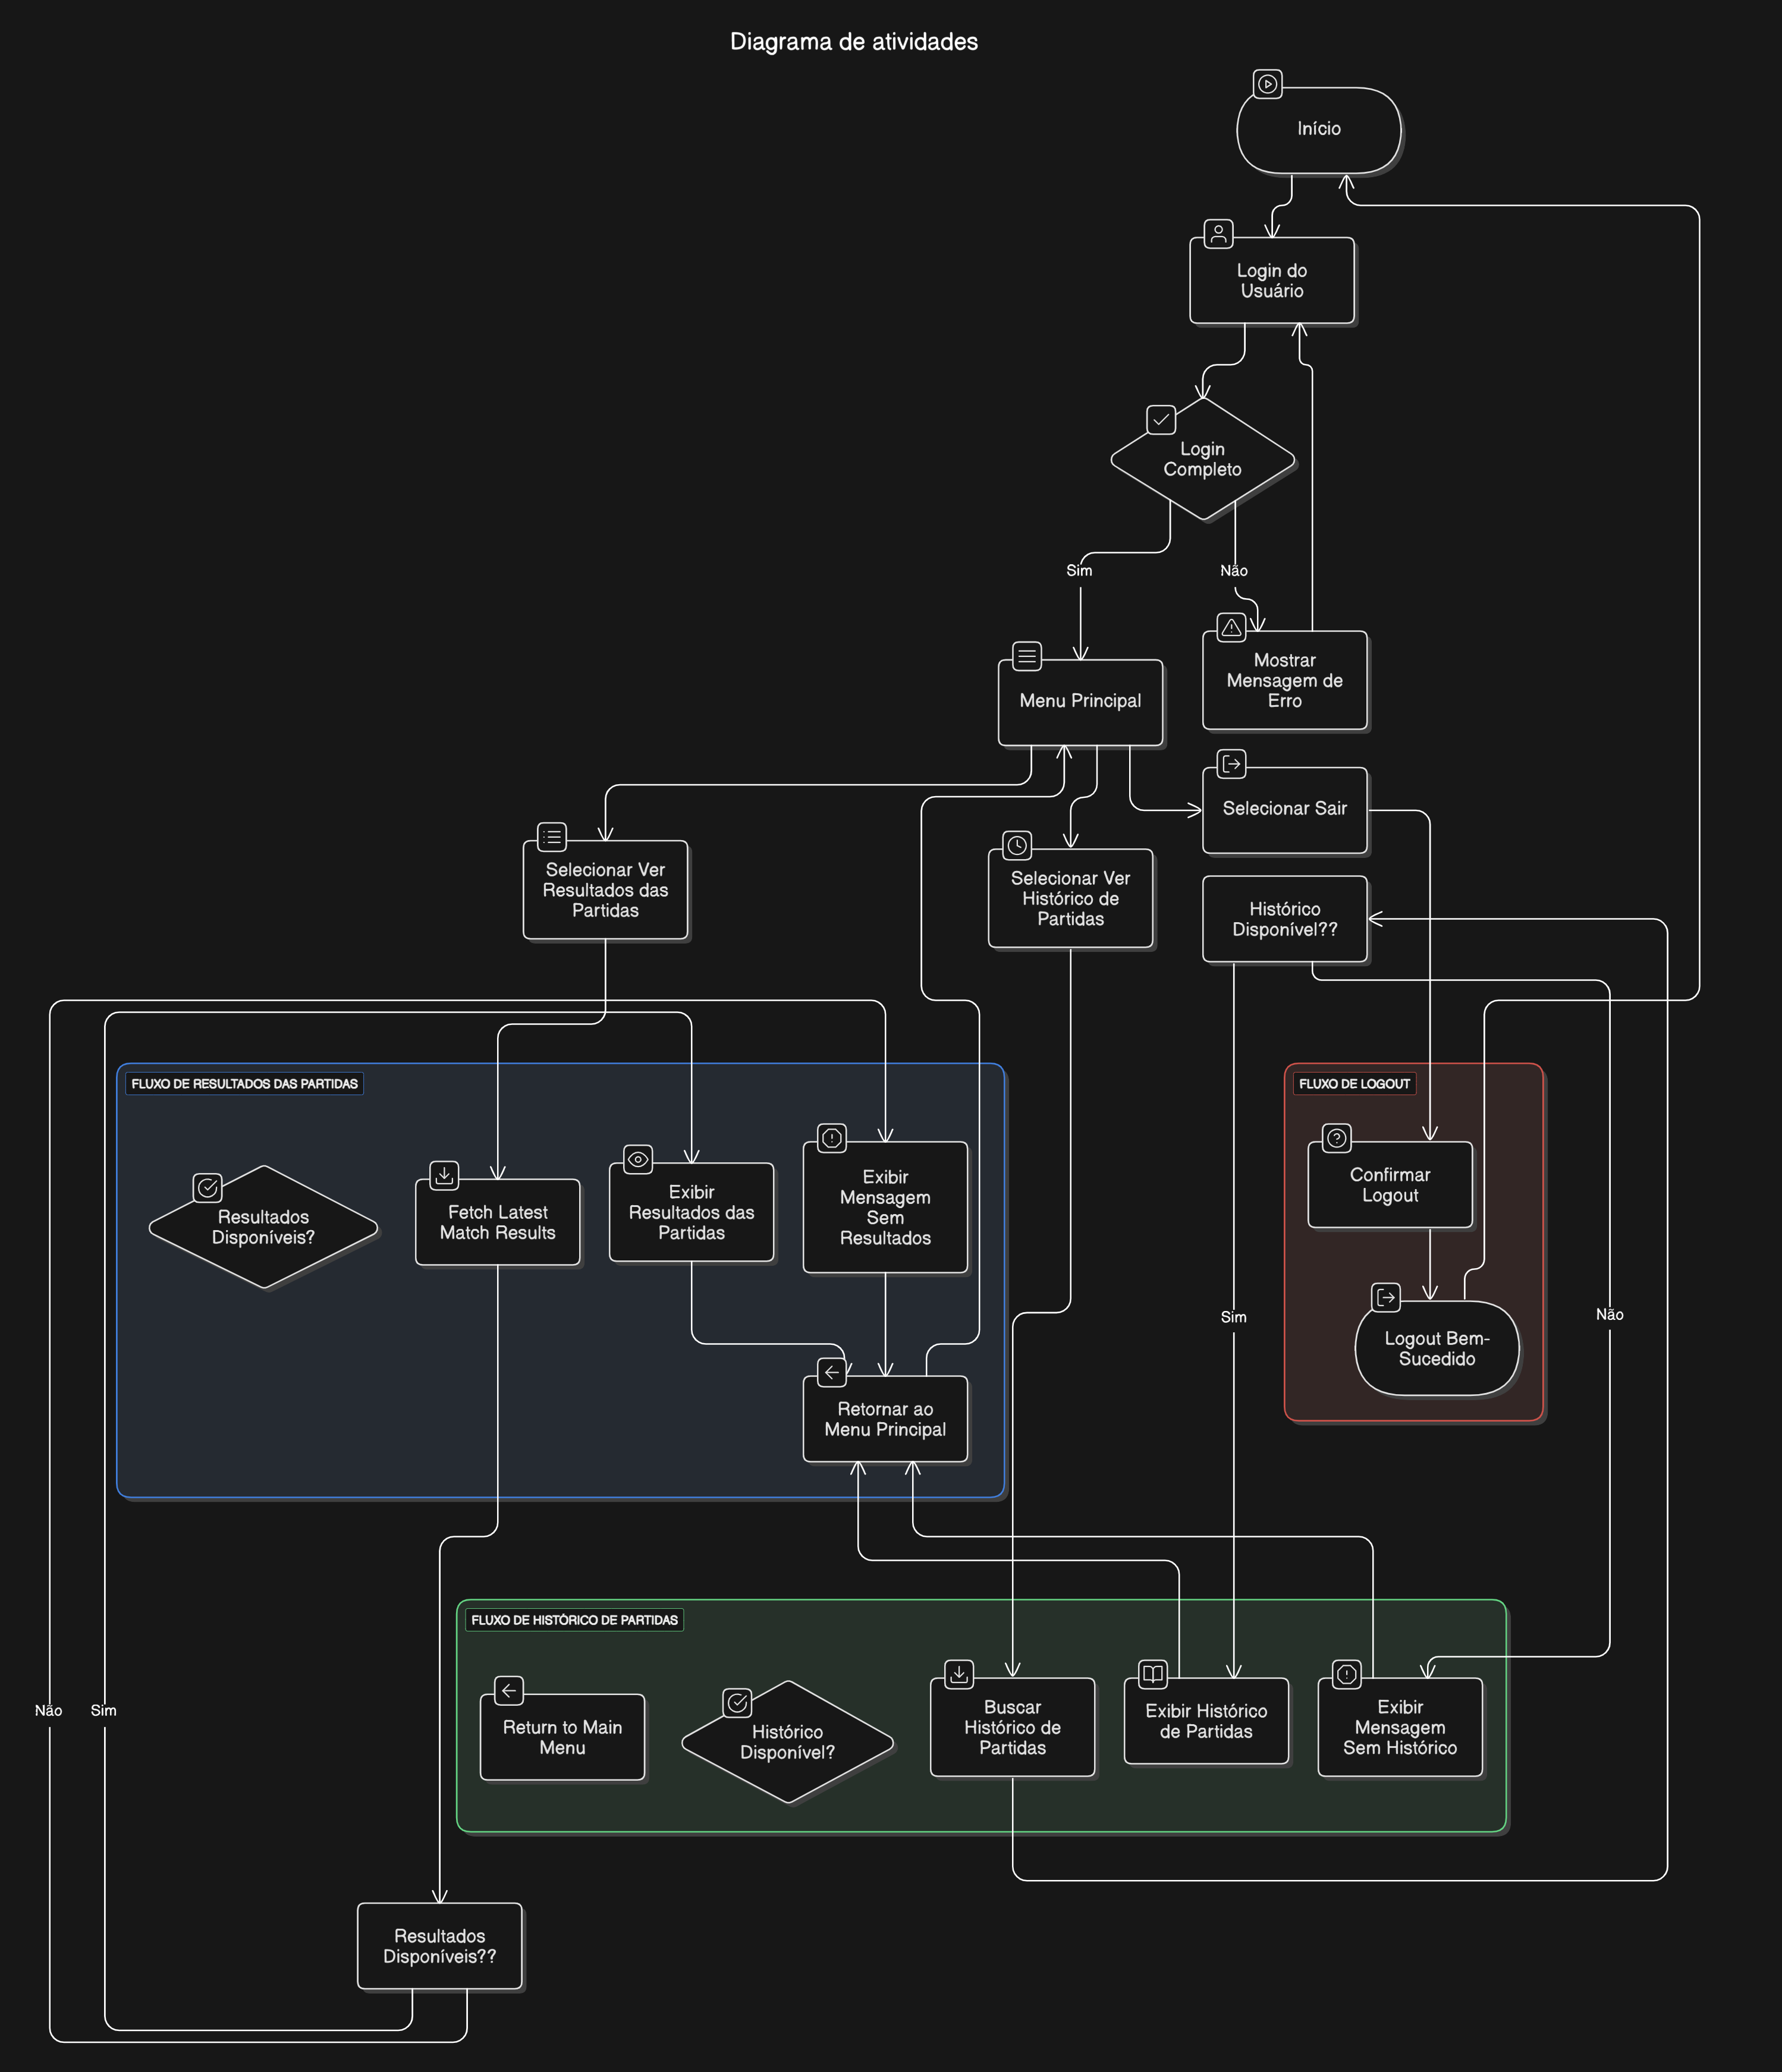 Diagrama de atividades
Início
Login do
Usuário
Login
Completo
Sim
Não
Mostrar
Mensagem de
Erro
Menu Principal
Selecionar Sair
Selecionar Ver
Resultados das
Partidas
Selecionar Ver
Histórico de
Partidas
Histórico
Disponível??
FLUXO DE RESULTADOS DAS PARTIDAS
Resultados
Disponíveis?
Fetch Latest
Match Results
Exibir
Resultados das
Partidas
Exibir
Mensagem
Sem
Resultados
Retornar ao
Menu Principal
FLUXO DE LOGOUT
Confirmar
Logout
Logout Bem-
Sucedido
Sim
Não
FLUXO DE HISTÓRICO DE PARTIDAS
Return to Main
Menu
Histórico
Disponível?
Buscar
Histórico de
Partidas
Exibir Histórico
de Partidas
Exibir
Mensagem
Sem Histórico
Não
Sim
Resultados
Disponíveis??